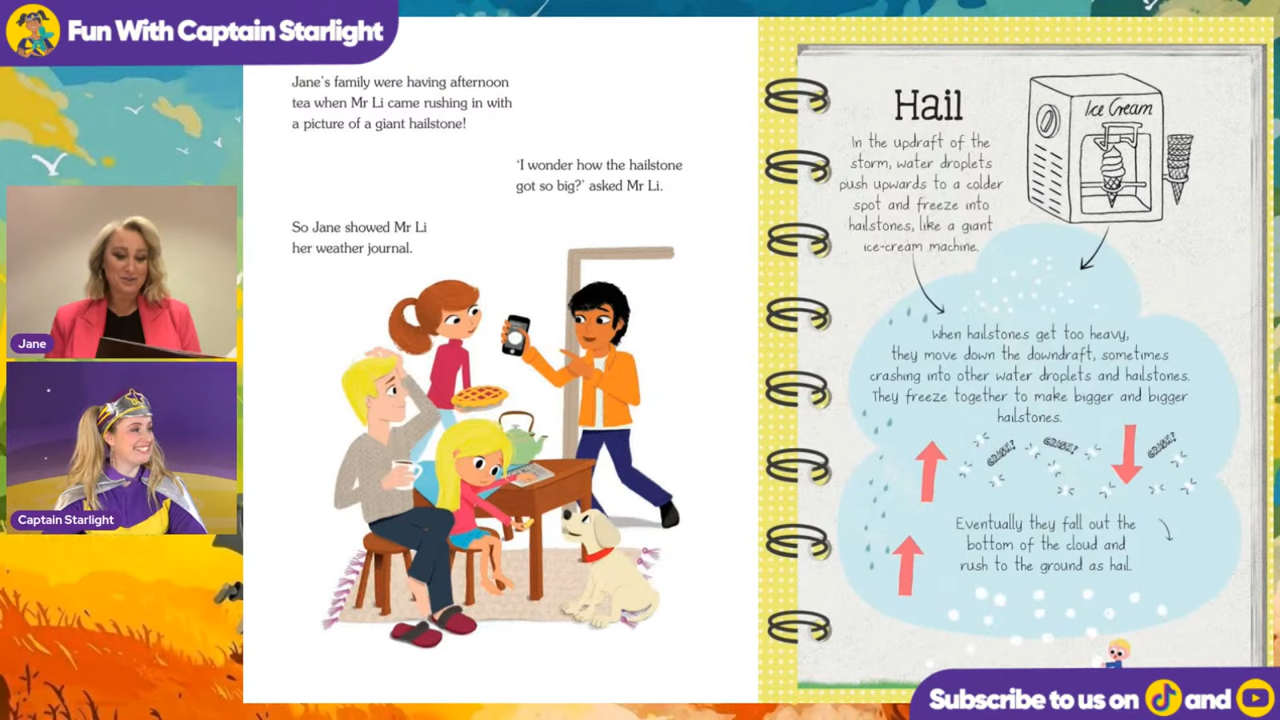 Fun With Captain Starlight
Jane's family were having afternoon
tea when Mr Li came rushing in with
a picture of a giant hailstone!
'I wonder how the hailstone
got so big?' asked Mr Li.
So Jane showed Mr Li
her weather journal.
Jane
Captain Starlight
Hail
In the updraft of the
storm, water droplets
push upwards to a colder
spot and freeze into
hailstones, like a giant
ice-cream machine.
Ice Cream
When hailstones get too heavy,
they move down the downdraft, sometimes
crashing into other water droplets and hailstones.
They freeze together to make bigger and bigger
hailstones.
CRASH!
CRASH!
CRASH!
Eventually they fall out the
bottom of the cloud and
rush to the ground as hail.
Subscribe to us on and